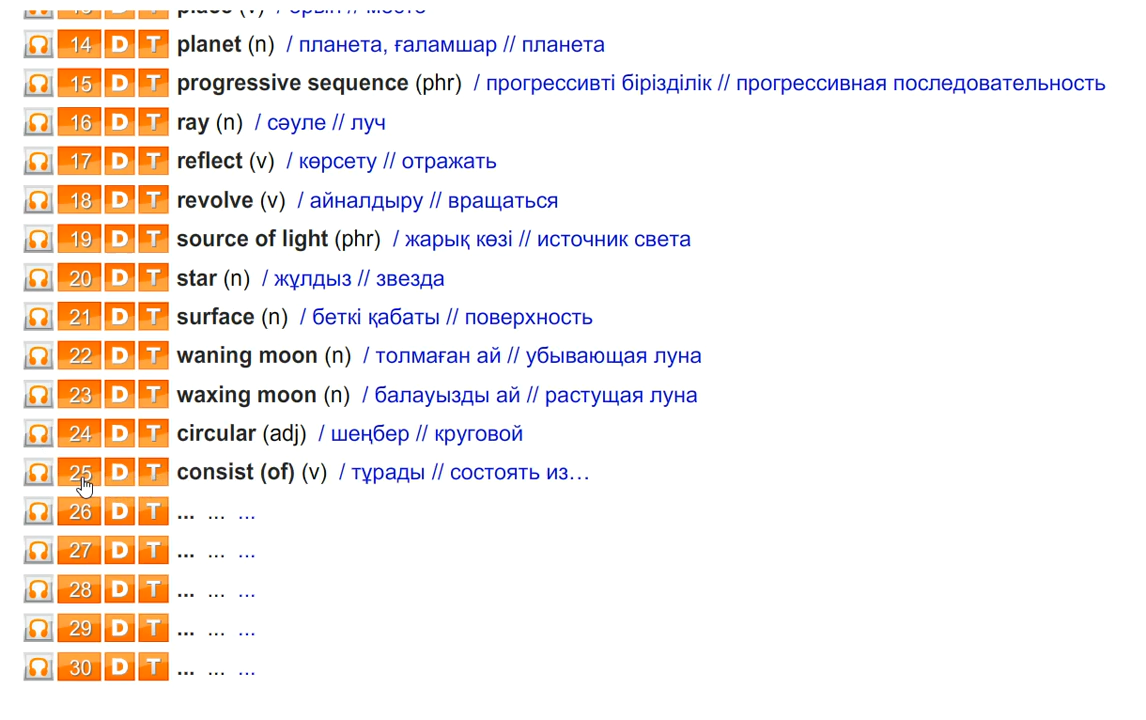 14 D T planet (n) / планета, ғаламшар // планета
15 D T progressive sequence (phr) / прогрессивті бірізділік // прогрессивная последовательность
16 D T ray (n) / сәуле // луч
17 D T reflect (v) / көрсету // отражать
18 D T revolve (v) / айналдыру // вращаться
19 D T source of light (phr) / жарық көзі // источник света
20 D T star (n) / жұлдыз // звезда
21 D T surface (n) / беткі қабаты // поверхность
22 D T waning moon (n) / толмаған ай // убывающая луна
23 D T waxing moon (n) / балауызды ай // растущая луна
24 D T circular (adj) / шеңбер // круговой
25 D T consist (of) (v) / тұрады // состоять из…
26 D T ... ... ...
27 D T ... ... ...
28 D T ... ... ...
29 D T ... ... ...
30 D T ... ... ...